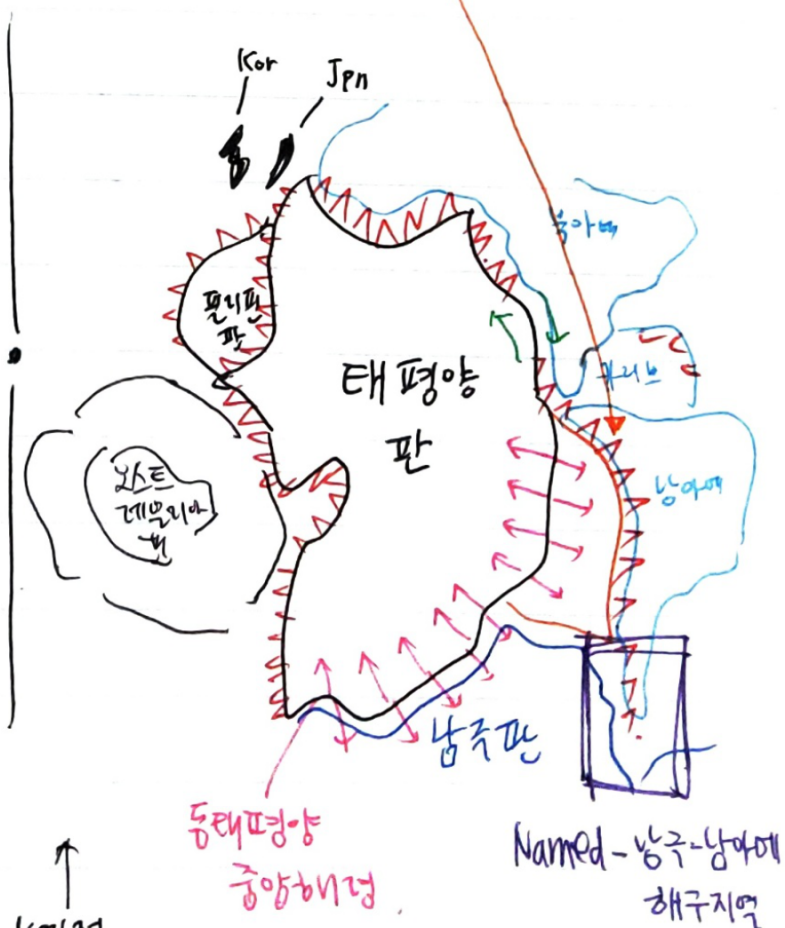 Kor
Jpn
북아메
필리핀
판
카리브
태평양
판
남아메
오스트
레일리아
판
남극판
동태평양
중앙해령
Named-남극-남아메
해구지역